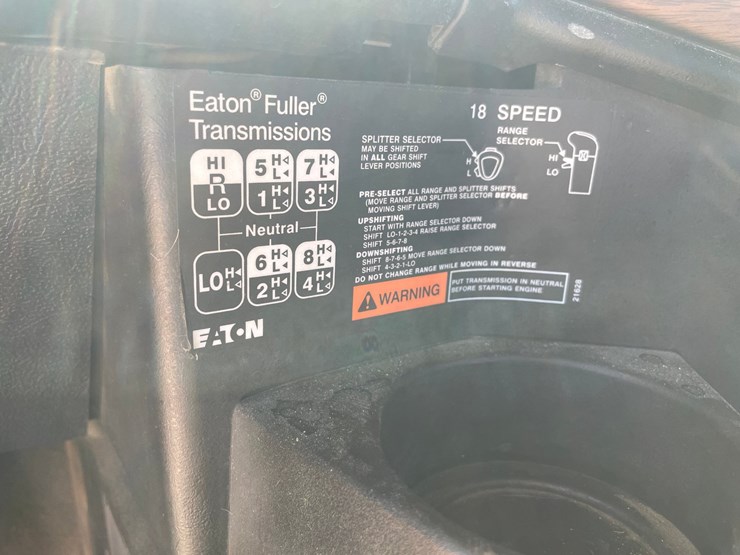 Eaton® Fuller®
Transmissions
18 SPEED
HI
R
LO
5 H L
1 H L
7 H L
3 H L
Neutral
LO H L
6 H L
2 H L
8 H L
4 H L
EATON
SPLITTER SELECTOR
MAY BE SHIFTED
IN ALL GEAR SHIFT
LEVER POSITIONS
H
L
RANGE
SELECTOR
HI
LO
PRE-SELECT ALL RANGE AND SPLITTER SHIFTS
(MOVE RANGE AND SPLITTER SELECTOR BEFORE
MOVING SHIFT LEVER)
UPSHIFTING
START WITH RANGE SELECTOR DOWN
SHIFT LO-1-2-3-4 RAISE RANGE SELECTOR
SHIFT 5-6-7-8
DOWNSHIFTING
SHIFT 8-7-6-5 MOVE RANGE SELECTOR DOWN
SHIFT 4-3-2-1-LO
DO NOT CHANGE RANGE WHILE MOVING IN REVERSE
WARNING
PUT TRANSMISSION IN NEUTRAL
BEFORE STARTING ENGINE
21628